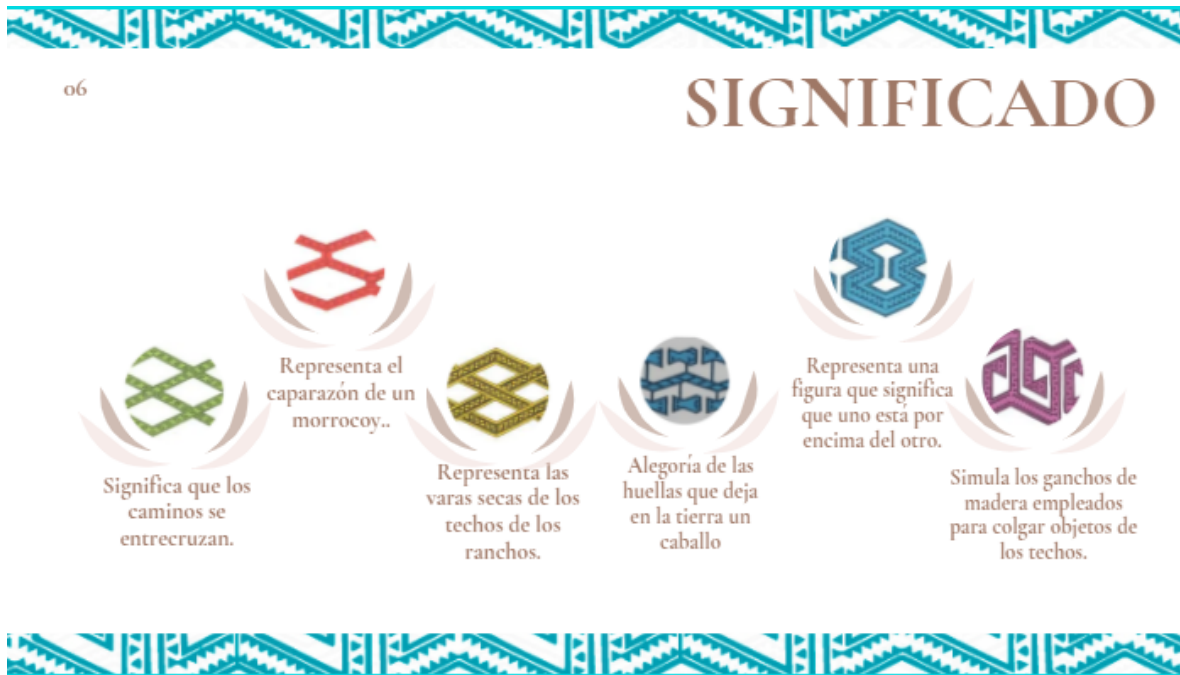 06
SIGNIFICADO
Significa que los
caminos se
entrecruzan.
Representa el
caparazón de un
morrocoy..
Representa las
varas secas de los
techos de los
ranchos.
Alegoría de las
huellas que deja
en la tierra un
caballo
Representa una
figura que significa
que uno está por
encima del otro.
Simula los ganchos de
madera empleados
para colgar objetos de
los techos.